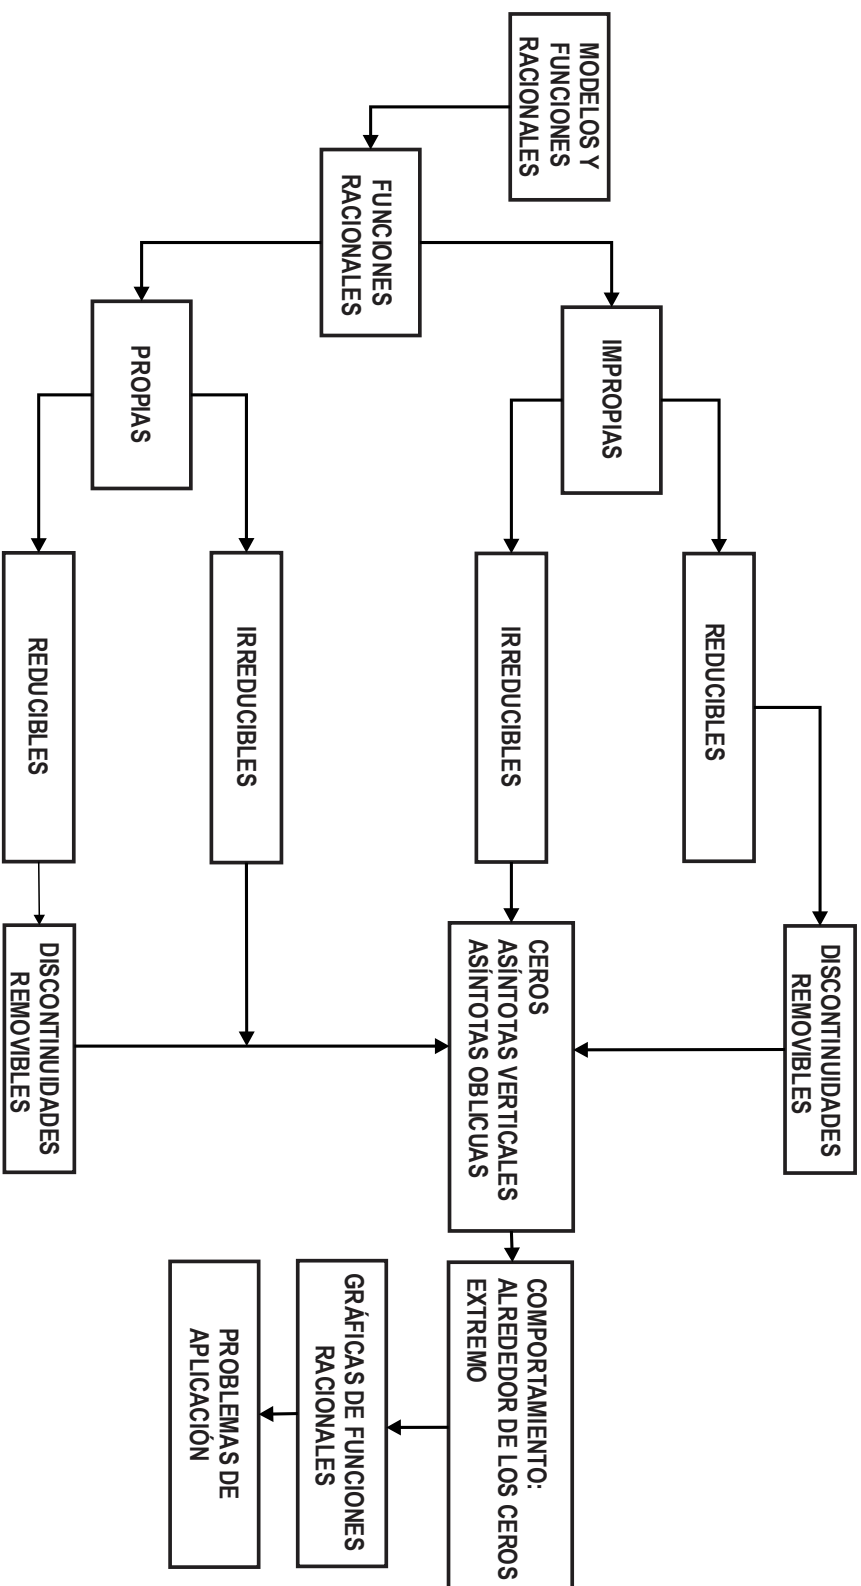 MODELOS Y
FUNCIONES
RACIONALES
FUNCIONES
RACIONALES
IMPROPIAS
PROPIAS
REDUCIBLES
IRREDUCIBLES
IRREDUCIBLES
REDUCIBLES
DISCONTINUIDADES
REMOVIBLES
CEROS
ASÍNTOTAS VERTICALES
ASÍNTOTAS OBLICUAS
DISCONTINUIDADES
REMOVIBLES
COMPORTAMIENTO:
ALREDEDOR DE LOS CEROS
EXTREMO
GRÁFICAS DE FUNCIONES
RACIONALES
PROBLEMAS DE
APLICACIÓN